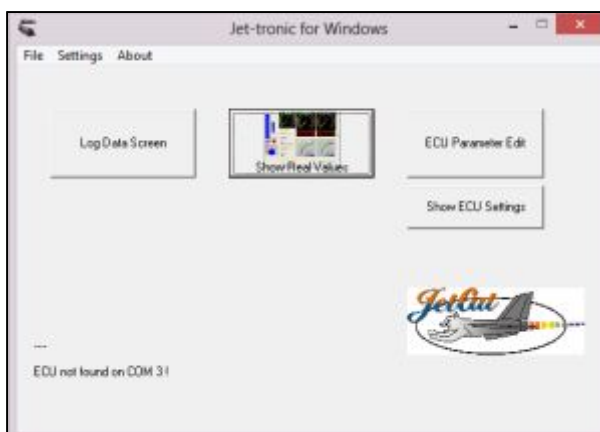 Jet-tronic for Windows
File Settings About
Log Data Screen
Show Real Values
ECU Parameter Edit
Show ECU Settings
JetCat
---
ECU not found on COM 3 !